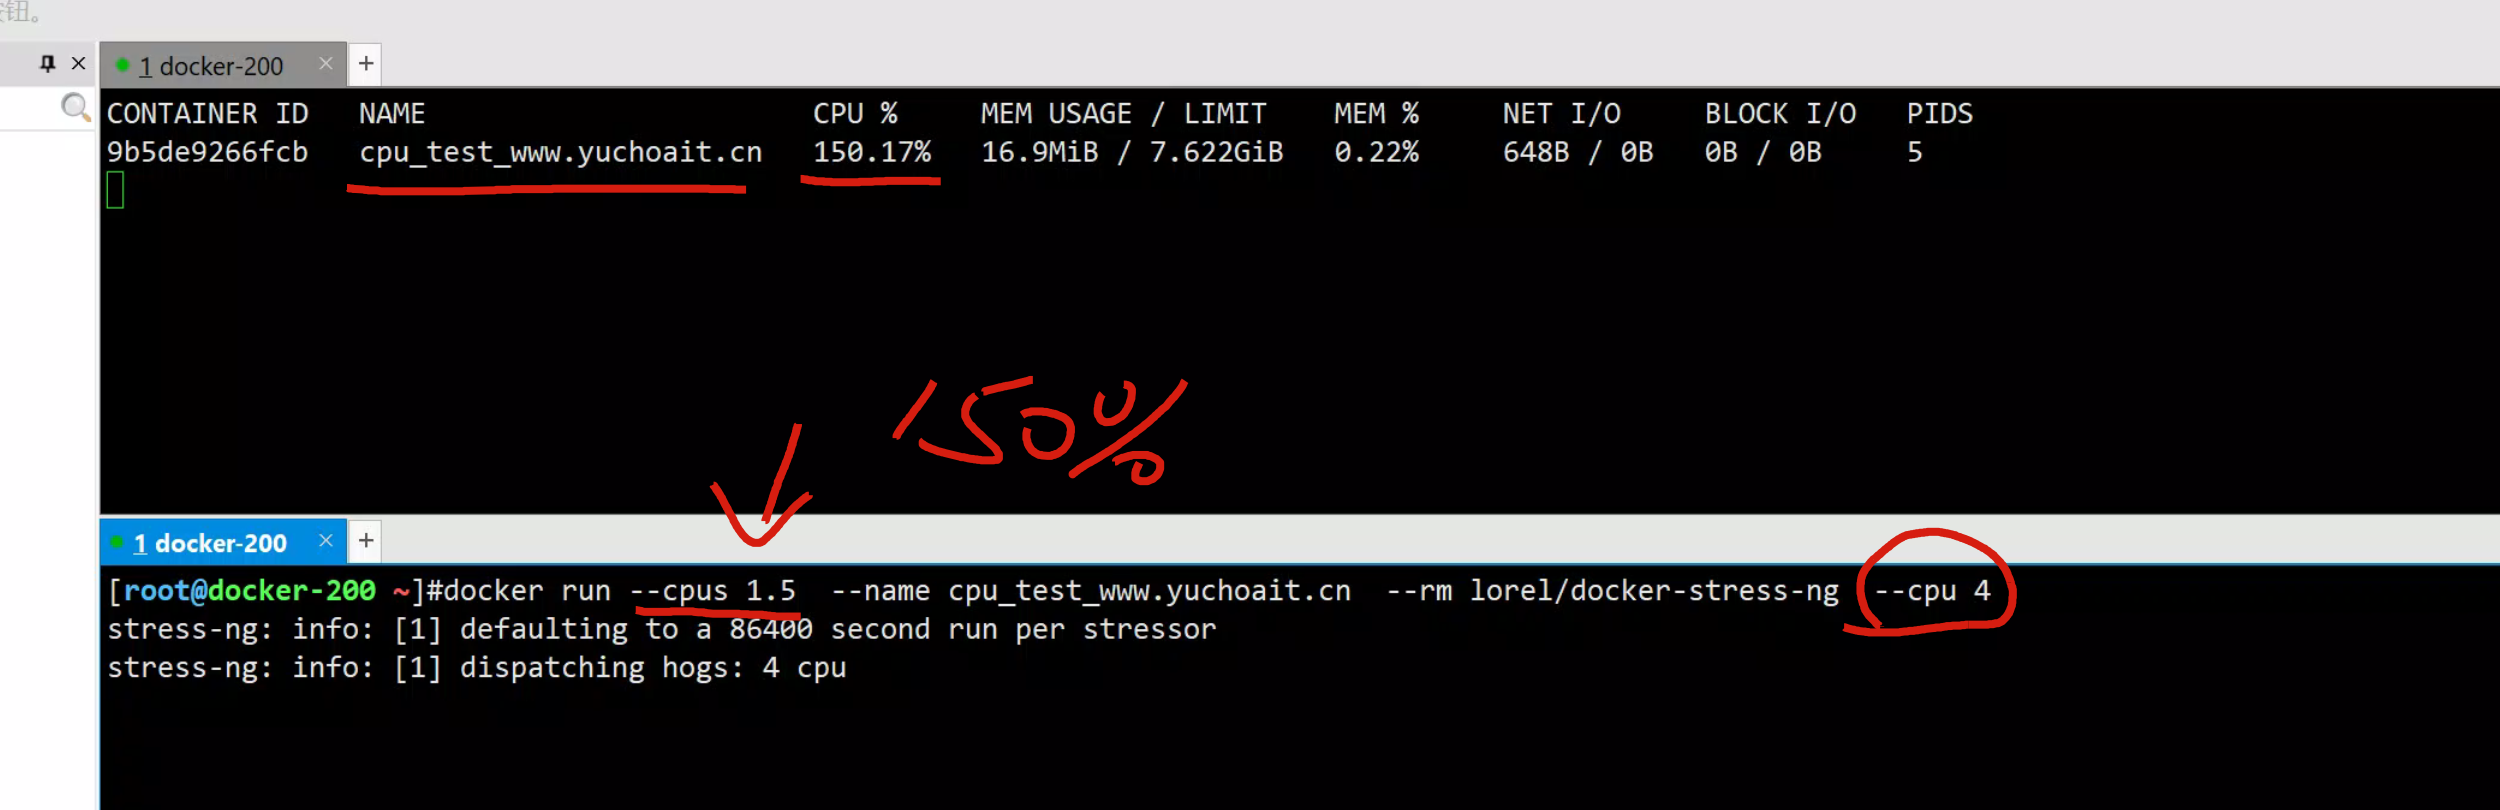 钮。
1 docker-200
CONTAINER ID NAME CPU % MEM USAGE / LIMIT MEM % NET I/O BLOCK I/O PIDS
9b5de9266fcb cpu_test_www.yuchoait.cn 150.17% 16.9MiB / 7.622GiB 0.22% 648B / 0B 0B / 0B 5
150%
1 docker-200
[root@docker-200 ~]#docker run --cpus 1.5 --name cpu_test_www.yuchoait.cn --rm lorel/docker-stress-ng --cpu 4
stress-ng: info: [1] defaulting to a 86400 second run per stressor
stress-ng: info: [1] dispatching hogs: 4 cpu